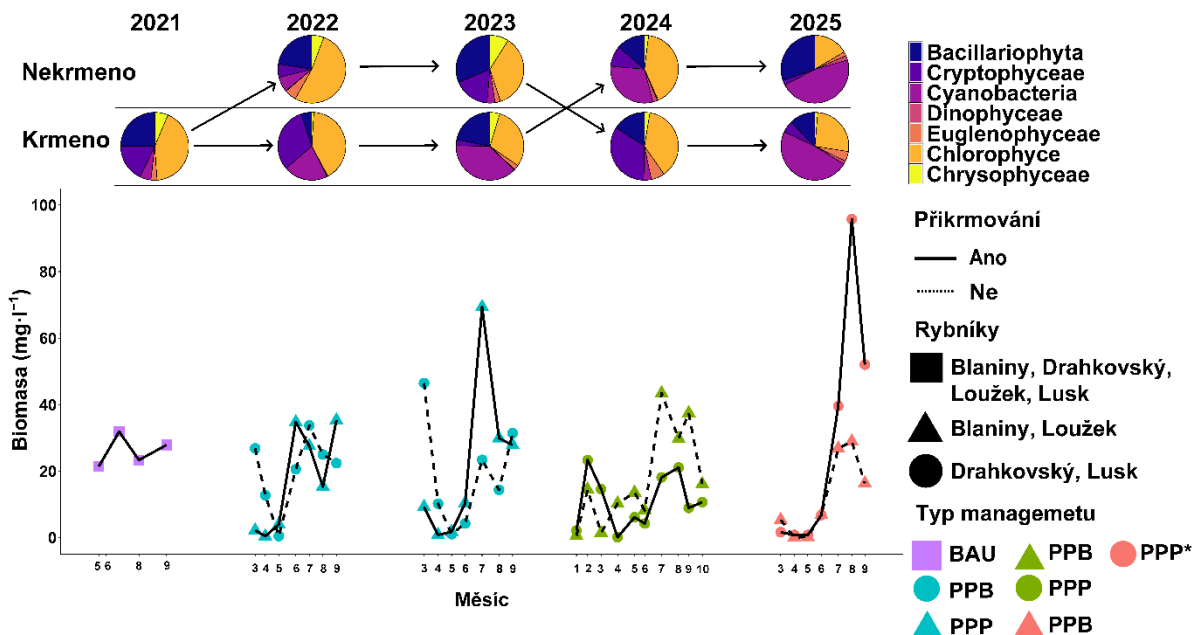 2021 2022 2023 2024 2025
Nekrmeno
Krmeno
Bacillariophyta
Cryptophyceae
Cyanobacteria
Dinophyceae
Euglenophyceae
Chlorophyce
Chrysophyceae
Biomasa (mg·l⁻¹)
100
80
60
40
20
0
5 6 8 9 3 4 5 6 7 8 9 3 4 5 6 7 8 9 1 2 3 4 5 6 7 8 9 10 3 4 5 6 7 8 9
Měsíc
Přikrmování
Ano
Ne
Rybníky
Blaniny, Drahkovský,
Loužek, Lusk
Blaniny, Loužek
Drahkovský, Lusk
Typ managemetu
BAU PPB PPP*
PPB PPP
PPP PPB